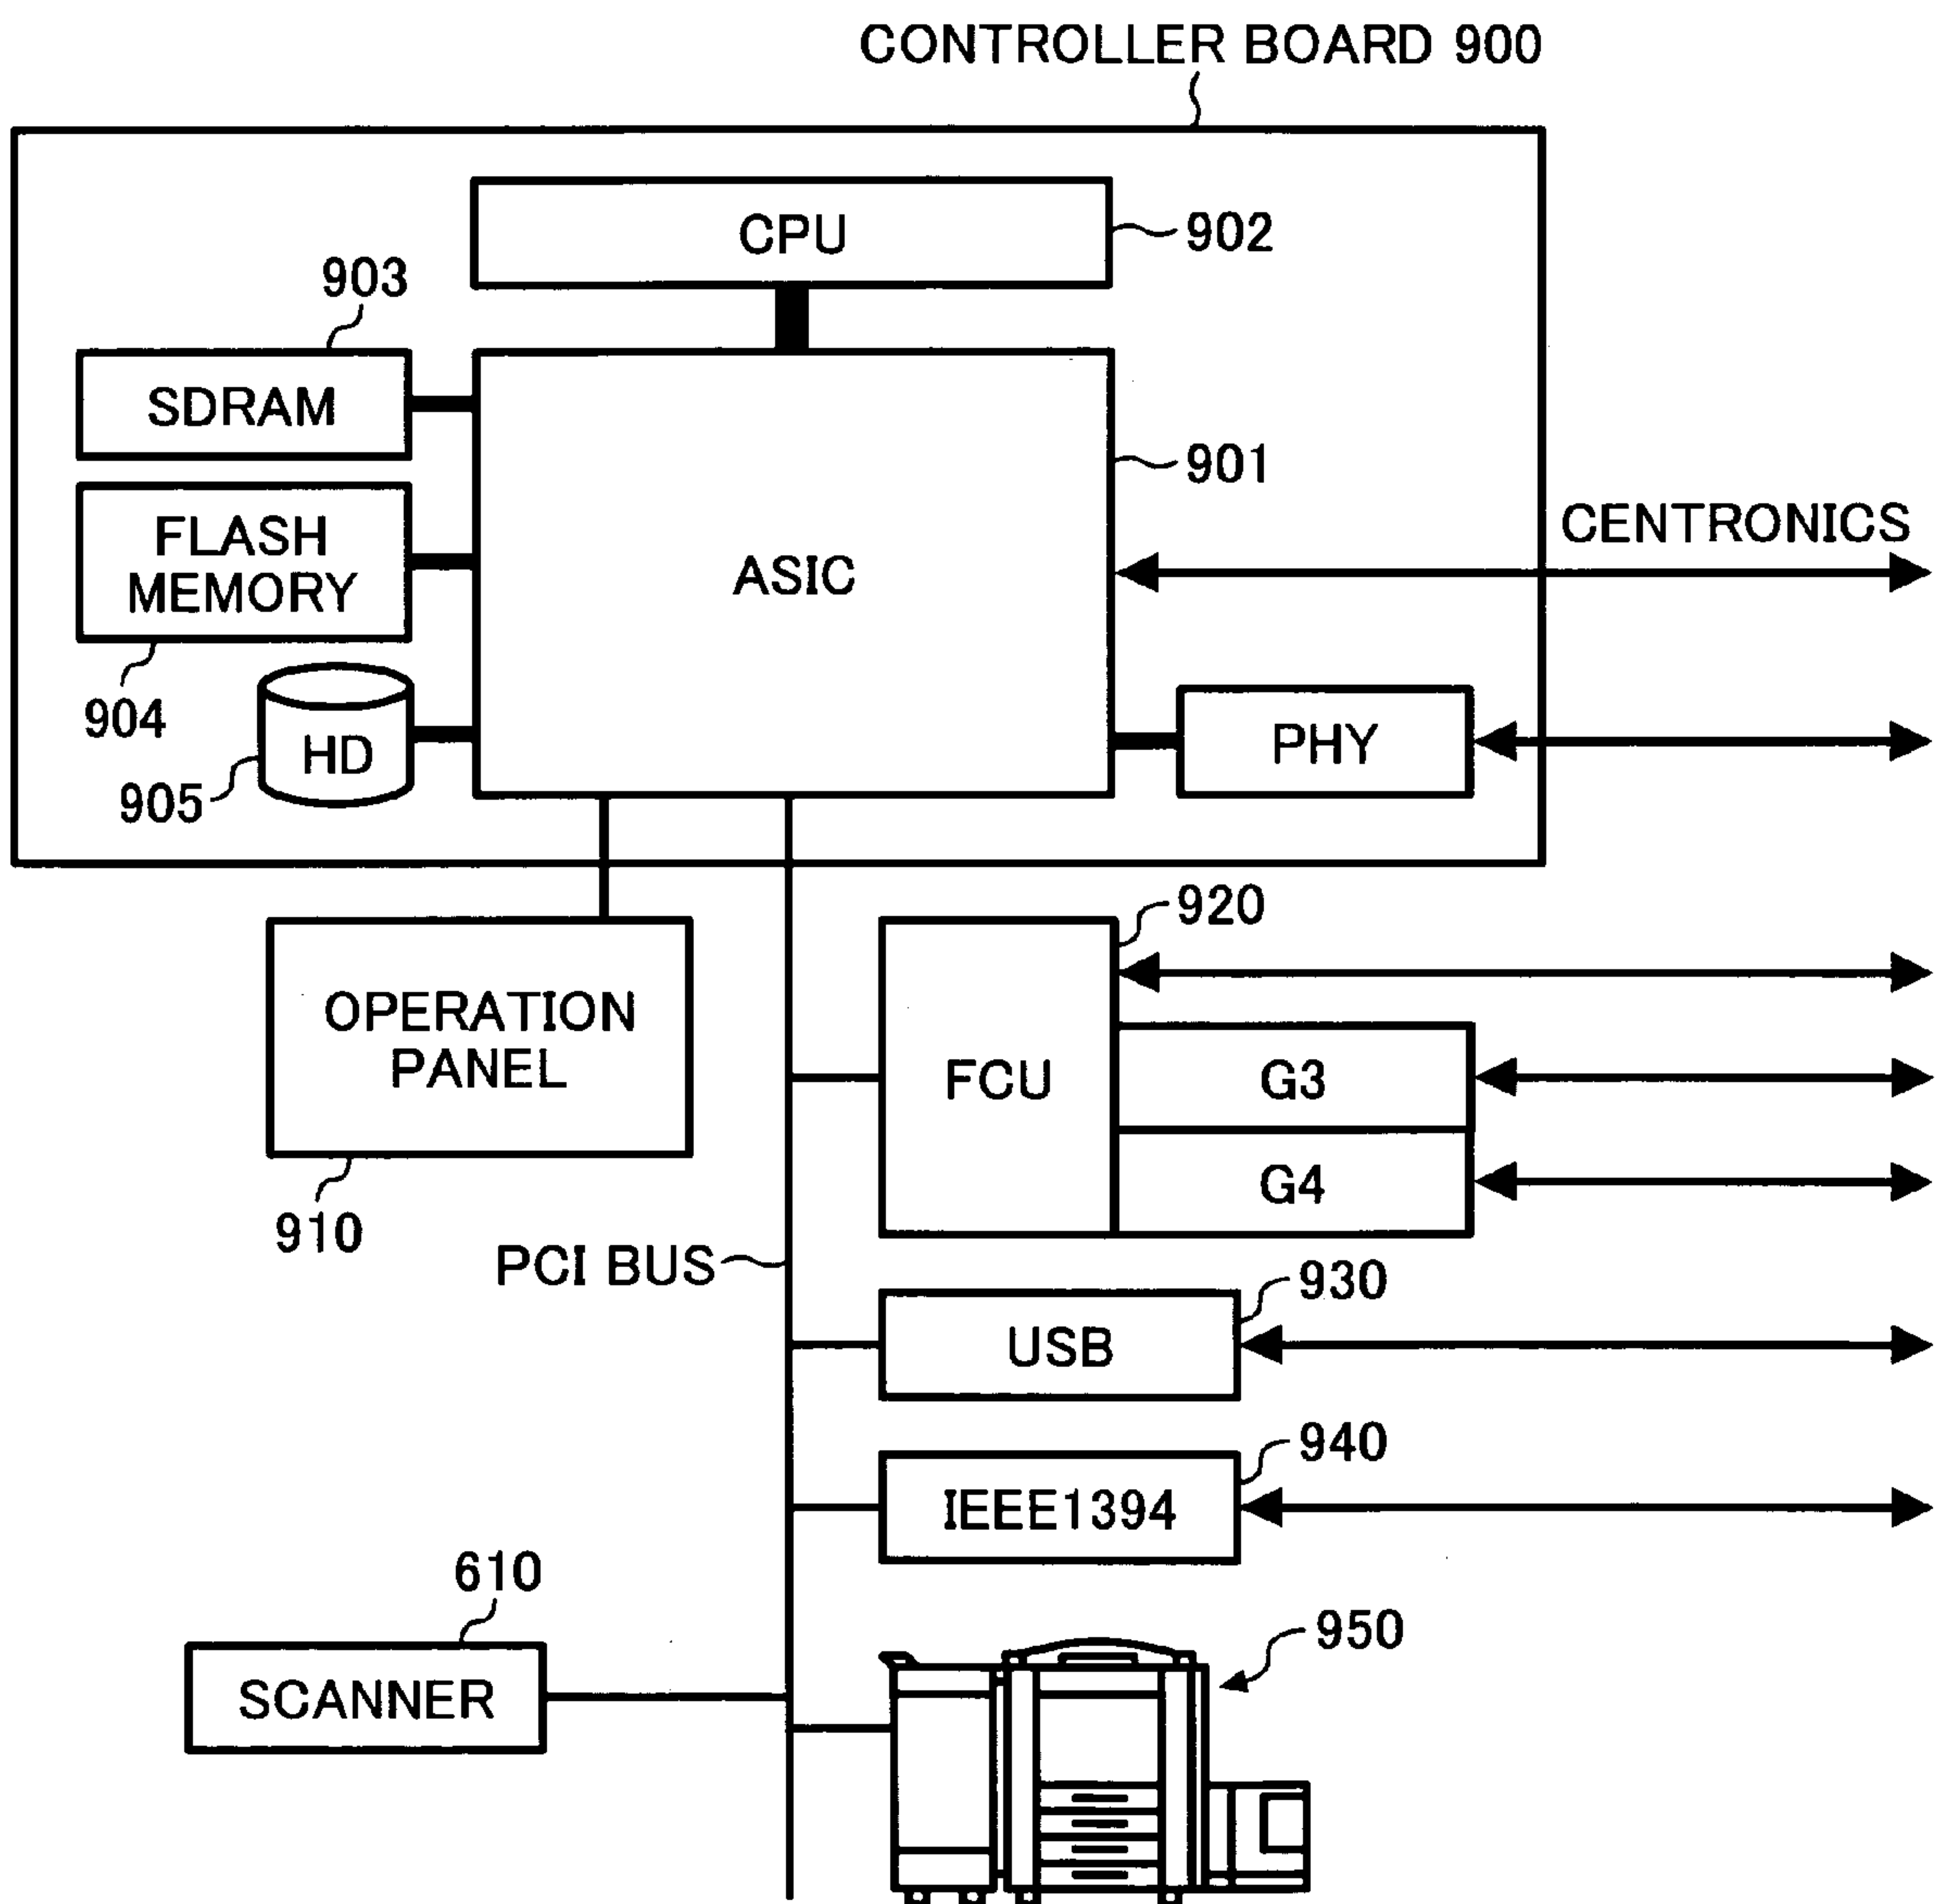 CONTROLLER BOARD 900
CPU
902
903
SDRAM
901
FLASH
MEMORY
ASIC
CENTRONICS
904
HD
905
PHY
920
OPERATION
PANEL
FCU
G3
G4
910
PCI BUS
930
USB
940
IEEE1394
610
SCANNER
950